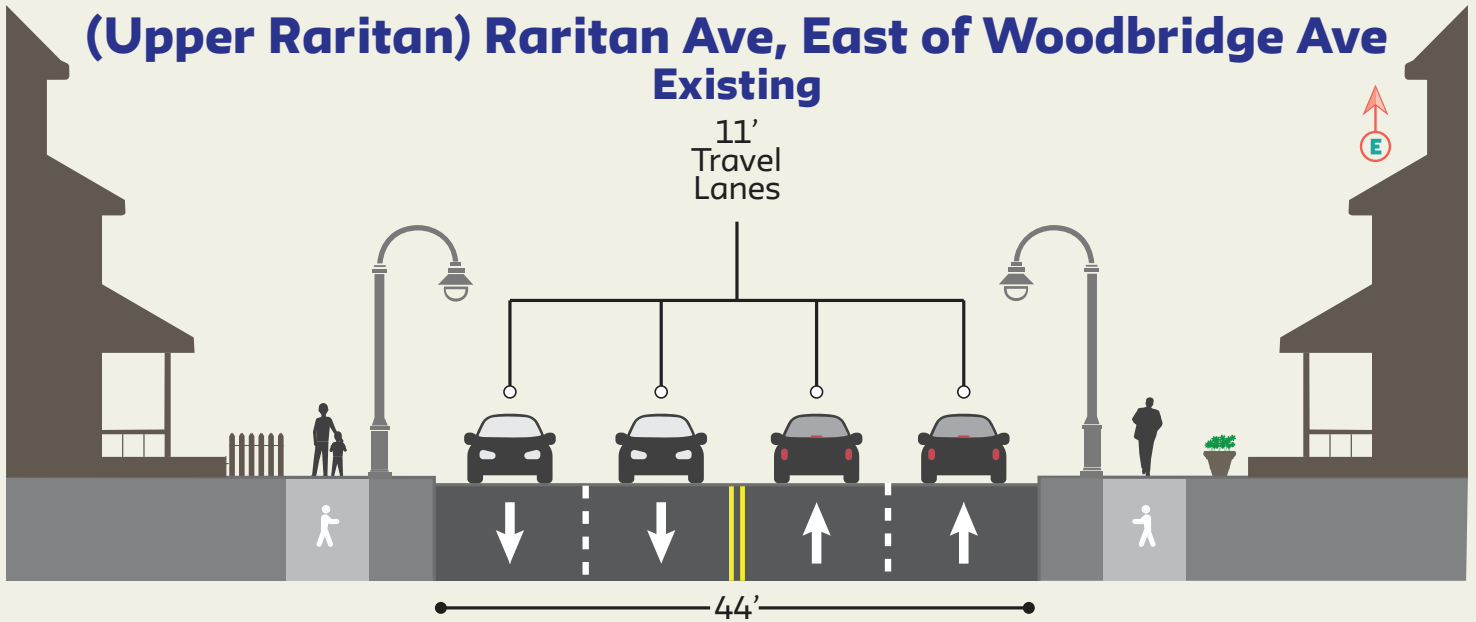 (Upper Raritan) Raritan Ave, East of Woodbridge Ave
Existing
11’
Travel
Lanes
E
44’